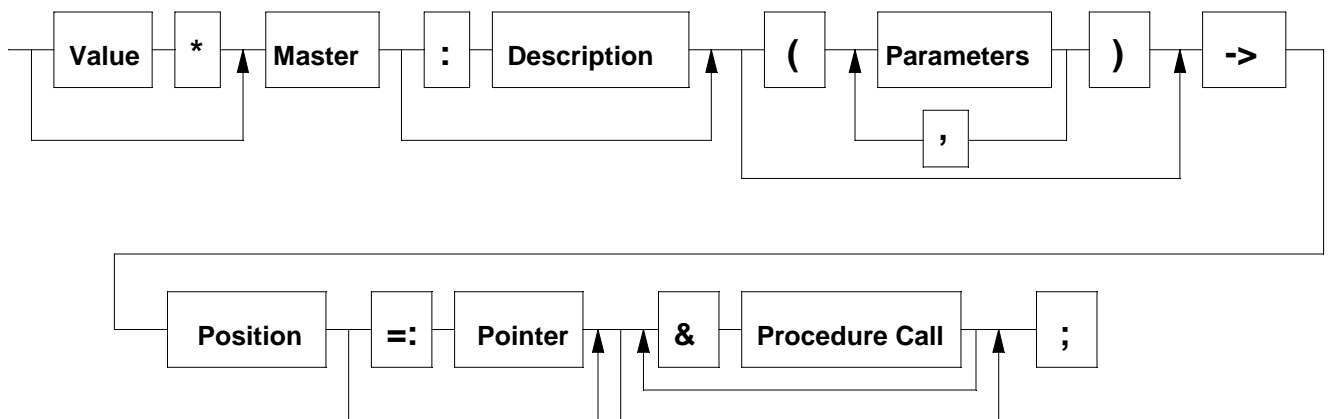 Value * Master : Description ( Parameters ) ->
,
Position =: Pointer & Procedure Call ;